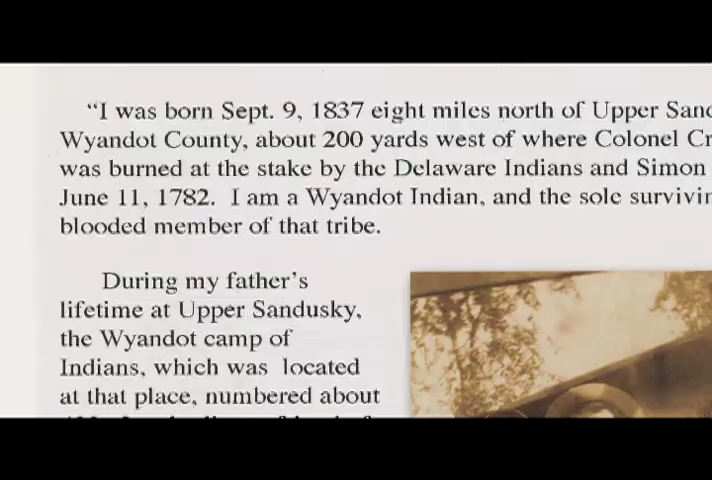 “I was born Sept. 9, 1837 eight miles north of Upper
Wyandot County, about 200 yards west of where Colonel
was burned at the stake by the Delaware Indians and Simon
June 11, 1782. I am a Wyandot Indian, and the sole
blooded member of that tribe.
During my father’s
lifetime at Upper Sandusky,
the Wyandot camp of
Indians, which was located
at that place, numbered about